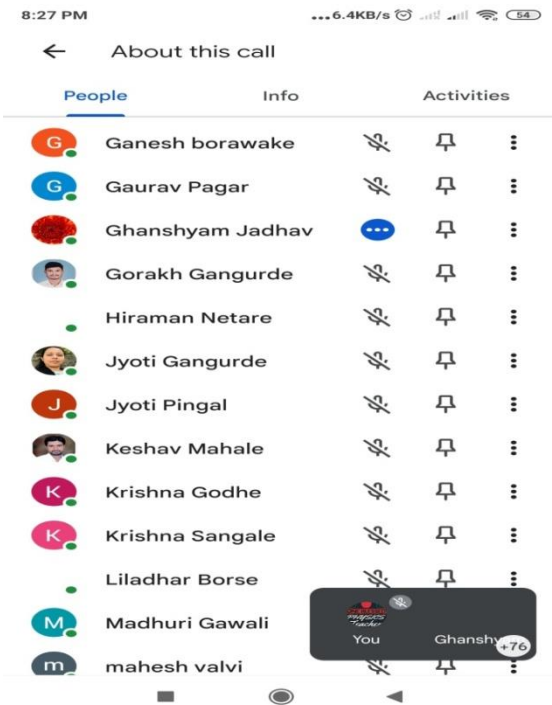 8:27 PM
...6.4KB/s 54
About this call
People Info Activities
G Ganesh borawake
G Gaurav Pagar
Ghanshyam Jadhav
Gorakh Gangurde
Hiraman Netare
Jyoti Gangurde
J Jyoti Pingal
Keshav Mahale
K Krishna Godhe
K Krishna Sangale
Liladhar Borse
M Madhuri Gawali
PHYSICS
Teacher
You Ghanshy +76
m mahesh valvi